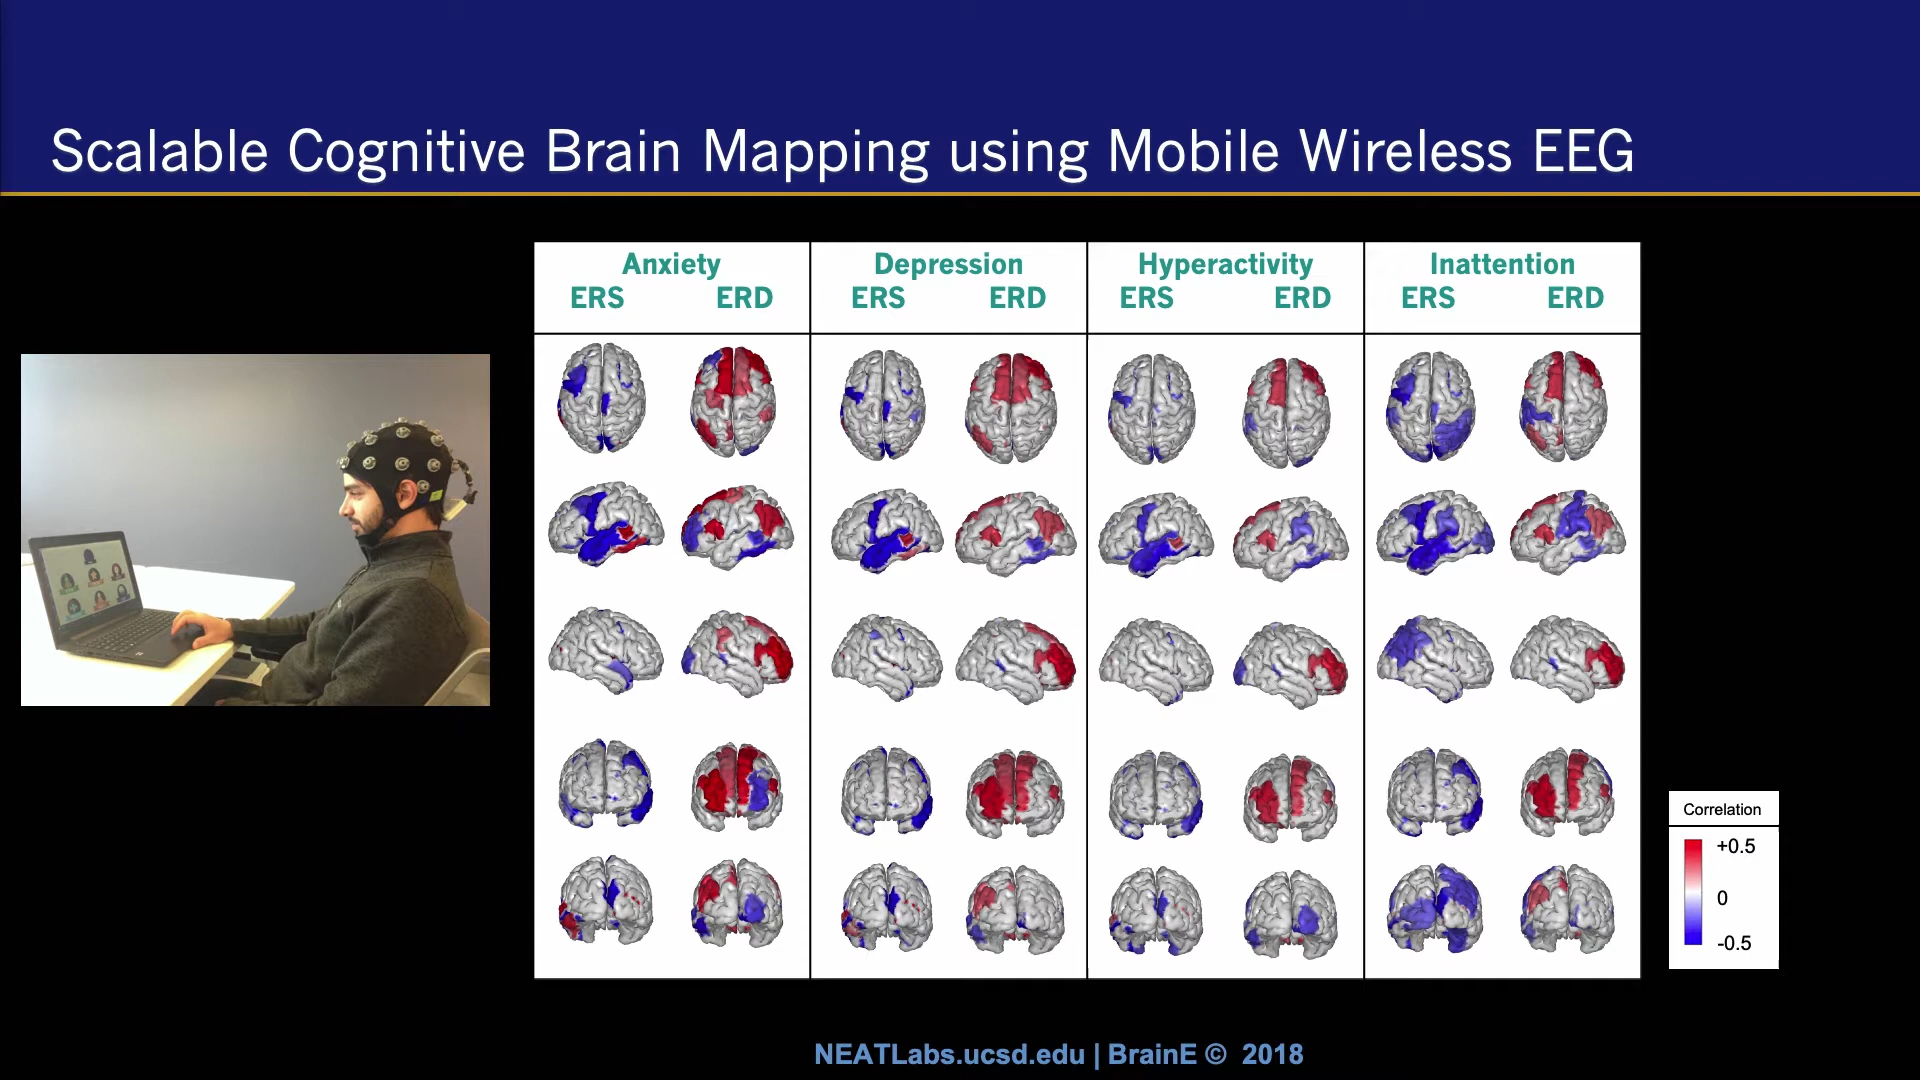 Scalable Cognitive Brain Mapping using Mobile Wireless EEG
Anxiety
ERS ERD
Depression
ERS ERD
Hyperactivity
ERS ERD
Inattention
ERS ERD
Correlation
+0.5
0
-0.5
NEATLabs.ucsd.edu | BrainE © 2018